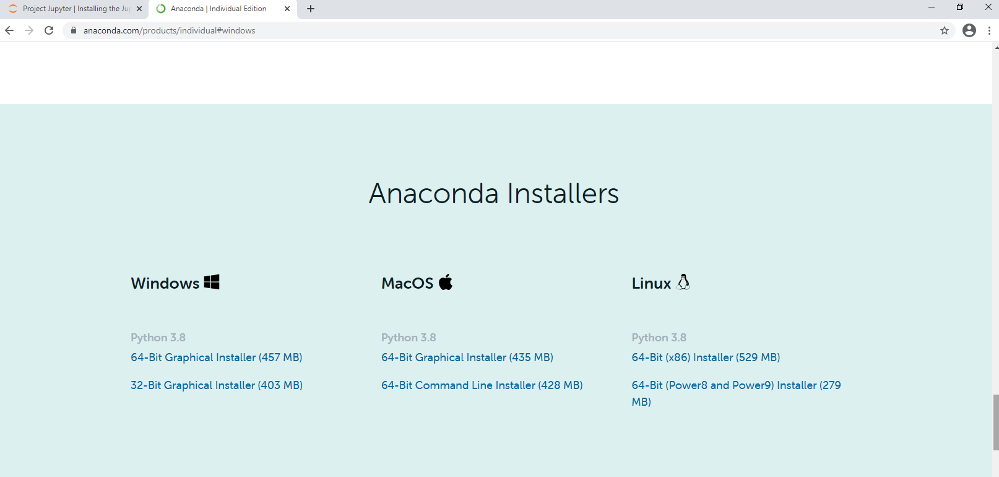 Project Jupyter | Installing the Jup
Anaconda | Individual Edition
anaconda.com/products/individual#windows
Anaconda Installers
Windows
MacOS
Linux
Python 3.8
Python 3.8
Python 3.8
64-Bit Graphical Installer (457 MB)
64-Bit Graphical Installer (435 MB)
64-Bit (x86) Installer (529 MB)
32-Bit Graphical Installer (403 MB)
64-Bit Command Line Installer (428 MB)
64-Bit (Power8 and Power9) Installer (279
MB)